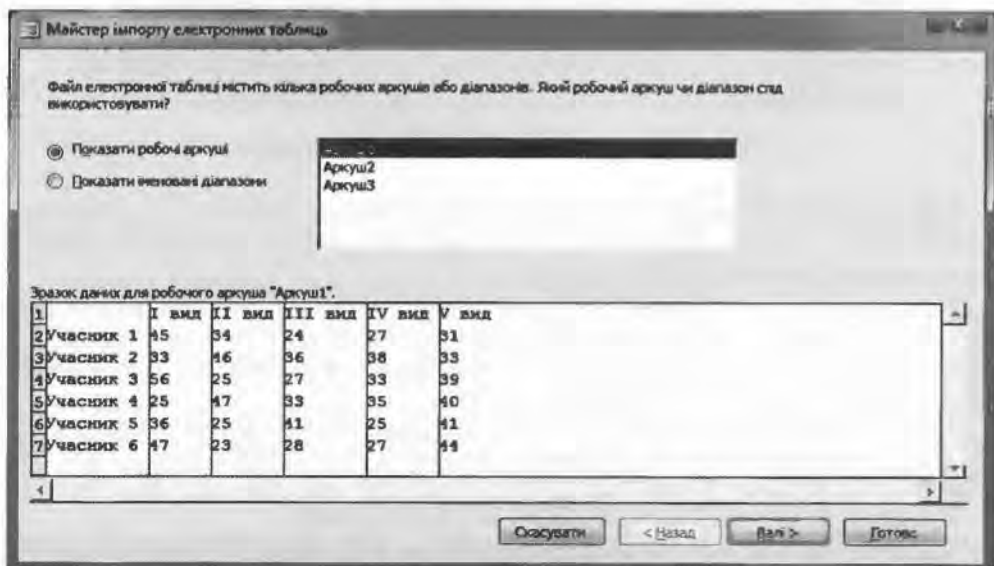 Майстер імпорту електронних таблиць
Файл електронної таблиці містить кілька робочих аркушів або діапазонів. Який робочий аркуш чи діапазон слід
використовувати?
Показати робочі аркуші
Показати іменовані діапазони
Аркуш2
Аркуш3
Зразок даних для робочого аркуша "Аркуш1".
1 I вид II вид III вид IV вид V вид
2 Учасник 1 45 34 24 27 31
3 Учасник 2 33 46 36 38 33
4 Учасник 3 56 25 27 33 39
5 Учасник 4 25 47 33 35 40
6 Учасник 5 36 25 41 25 41
7 Учасник 6 47 23 28 27 44
Скасувати < Назад Далі > Готово